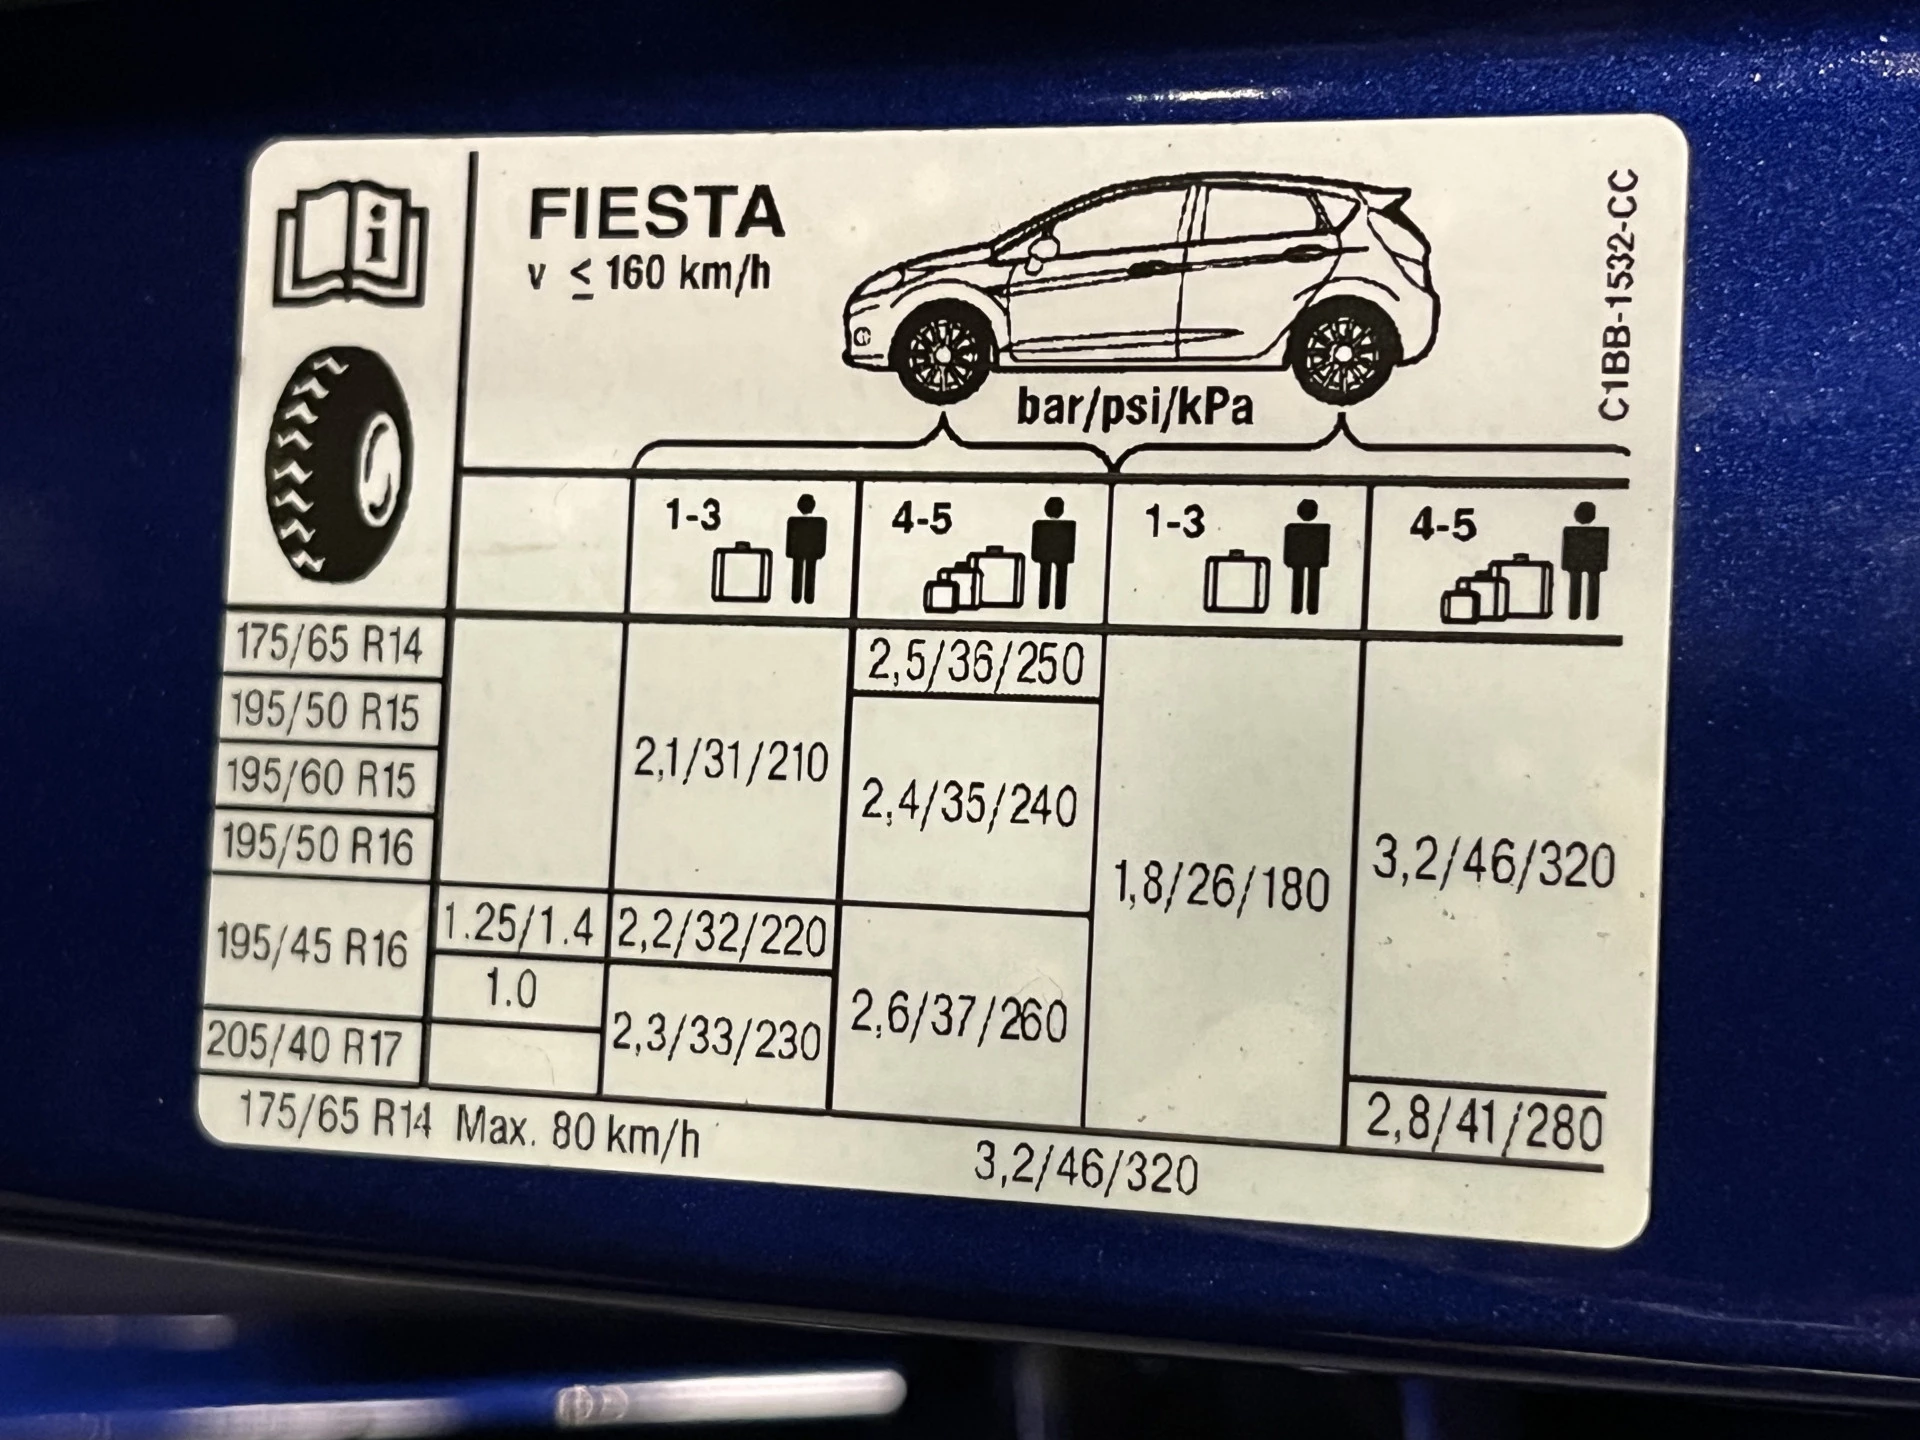 i
FIESTA
v ≤ 160 km/h
C1BB-1532-CC
bar/psi/kPa
1-3 4-5 1-3 4-5
175/65 R14 2,5/36/250
195/50 R15
195/60 R15 2,1/31/210 2,4/35/240
195/50 R16 1,8/26/180 3,2/46/320
195/45 R16 1.25/1.4 2,2/32/220
1.0 2,6/37/260
205/40 R17 2,3/33/230
2,8/41/280
175/65 R14 Max. 80 km/h 3,2/46/320